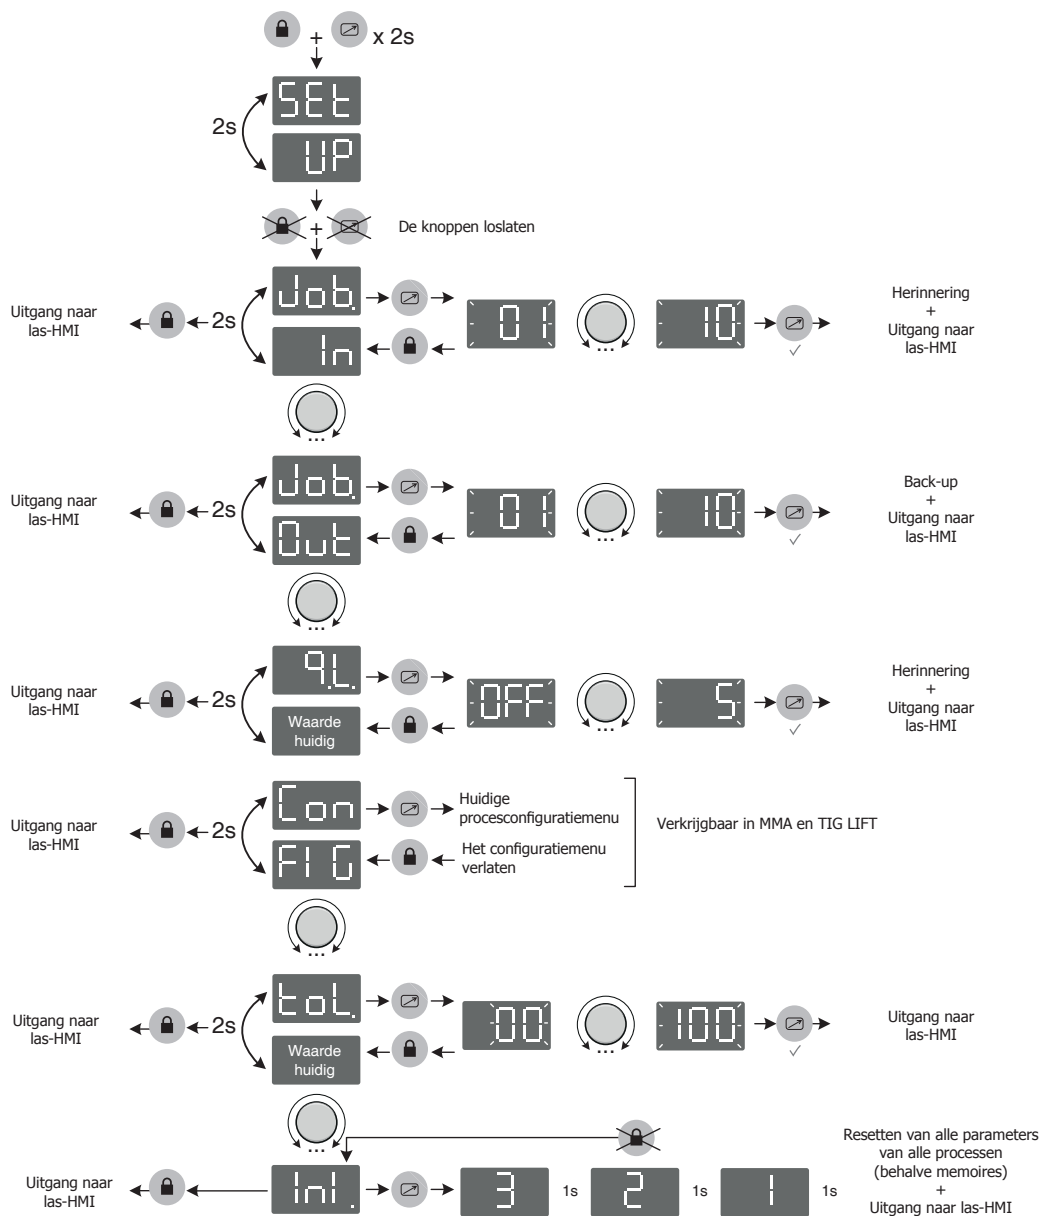 + x 2s
SEt
2s
UP
+ De knoppen loslaten
Uitgang naar
las-HMI
2s
Job.
In
01
...
10
Herinnering
+
Uitgang naar
las-HMI
...
Uitgang naar
las-HMI
2s
Job.
Out
01
...
10
Back-up
+
Uitgang naar
las-HMI
...
Uitgang naar
las-HMI
2s
q.L.
Waarde
huidig
OFF
...
5
Herinnering
+
Uitgang naar
las-HMI
Uitgang naar
las-HMI
2s
Con
FIG
Huidige
procesconfiguratiemenu
Het configuratiemenu
verlaten
Verkrijgbaar in MMA en TIG LIFT
...
Uitgang naar
las-HMI
2s
toL.
Waarde
huidig
00
...
100
Uitgang naar
las-HMI
...
Uitgang naar
las-HMI
InI.
3 1s 2 1s 1 1s
Resetten van alle parameters
van alle processen
(behalve memoires)
+
Uitgang naar las-HMI